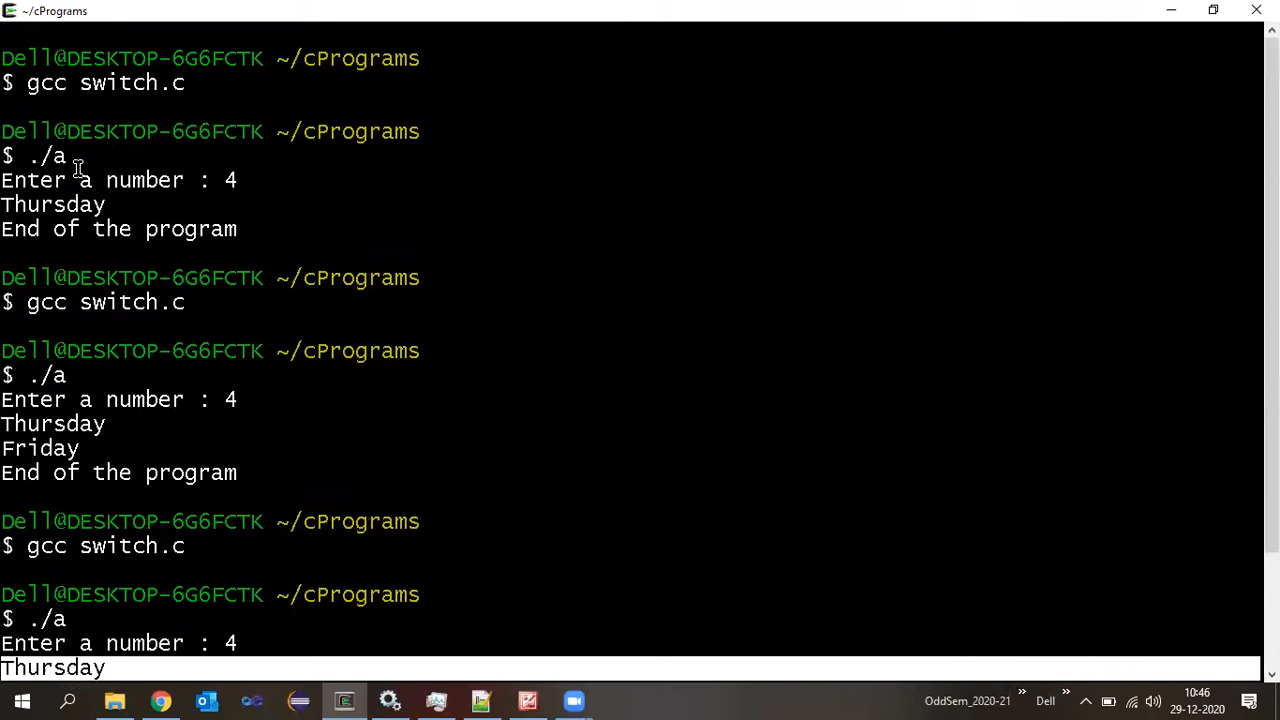 ~/cPrograms
Dell@DESKTOP-6G6FCTK ~/cPrograms
$ gcc switch.c
Dell@DESKTOP-6G6FCTK ~/cPrograms
$ ./a
Enter a number : 4
Thursday
End of the program
Dell@DESKTOP-6G6FCTK ~/cPrograms
$ gcc switch.c
Dell@DESKTOP-6G6FCTK ~/cPrograms
$ ./a
Enter a number : 4
Thursday
Friday
End of the program
Dell@DESKTOP-6G6FCTK ~/cPrograms
$ gcc switch.c
Dell@DESKTOP-6G6FCTK ~/cPrograms
$ ./a
Enter a number : 4
Thursday
OddSem_2020-21 » Dell » 10:46
29-12-2020